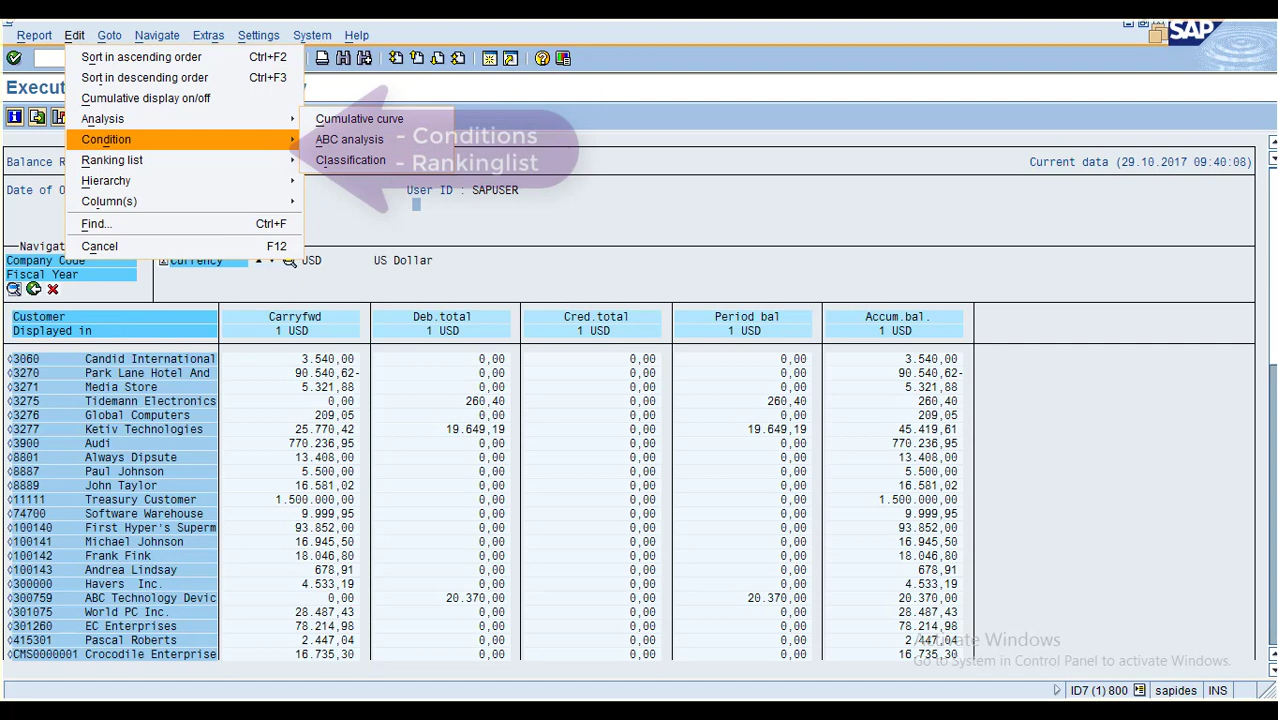 Report Edit Goto Navigate Extras Settings System Help
SAP
Sort in ascending order Ctrl+F2
Sort in descending order Ctrl+F3
Cumulative display on/off
Analysis
Condition
Ranking list
Hierarchy
Column(s)
Find... Ctrl+F
Cancel F12
Cumulative curve
ABC analysis
Classification
- Conditions
- Rankinglist
Execut
y
Balance R
Current data (29.10.2017 09:40:08)
Date of O
User ID : SAPUSER
Navigat
Company Code
Currency USD US Dollar
Fiscal Year
Customer Carryfwd Deb.total Cred.total Period bal Accum.bal.
Displayed in 1 USD 1 USD 1 USD 1 USD 1 USD
3060 Candid International 3.540,00 0,00 0,00 0,00 3.540,00
3270 Park Lane Hotel And 90.540,62- 0,00 0,00 0,00 90.540,62-
3271 Media Store 5.321,88 0,00 0,00 0,00 5.321,88
3275 Tidemann Electronics 0,00 260,40 0,00 260,40 260,40
3276 Global Computers 209,05 0,00 0,00 0,00 209,05
3277 Ketiv Technologies 25.770,42 19.649,19 0,00 19.649,19 45.419,61
3900 Audi 770.236,95 0,00 0,00 0,00 770.236,95
8801 Always Dipsute 13.408,00 0,00 0,00 0,00 13.408,00
8887 Paul Johnson 5.500,00 0,00 0,00 0,00 5.500,00
8889 John Taylor 16.581,02 0,00 0,00 0,00 16.581,02
11111 Treasury Customer 1.500.000,00 0,00 0,00 0,00 1.500.000,00
74700 Software Warehouse 9.999,95 0,00 0,00 0,00 9.999,95
100140 First Hyper's Superm 93.852,00 0,00 0,00 0,00 93.852,00
100141 Michael Johnson 16.945,50 0,00 0,00 0,00 16.945,50
100142 Frank Fink 18.046,80 0,00 0,00 0,00 18.046,80
100143 Andrea Lindsay 678,91 0,00 0,00 0,00 678,91
300000 Havers Inc. 4.533,19 0,00 0,00 0,00 4.533,19
300759 ABC Technology Devic 0,00 20.370,00 0,00 20.370,00 20.370,00
301075 World PC Inc. 28.487,43 0,00 0,00 0,00 28.487,43
301260 EC Enterprises 78.214,98 0,00 0,00 0,00 78.214,98
415301 Pascal Roberts 2.447,04 0,00 0,00 0,00 2.447,04
CMS0000001 Crocodile Enterprise 16.735,30 0,00 0,00 0,00 16.735,30
Activate Windows
Go to System in Control Panel to activate Windows.
ID7 (1) 800 sapides INS